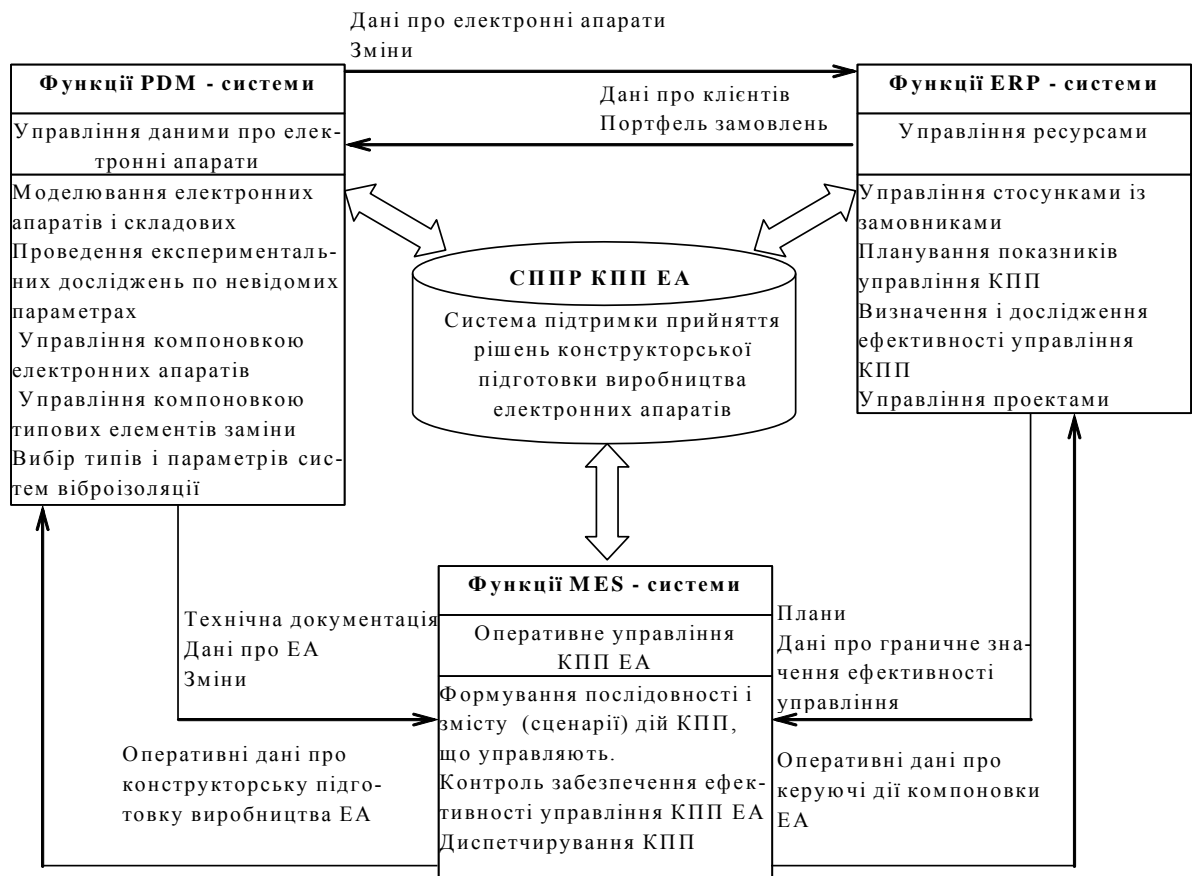 Дані про електронні апарати
Зміни
Функції PDM - системи
Управління даними про елек-
тронні апарати
Моделювання електронних
апаратів і складових
Проведення експерименталь-
них досліджень по невідомих
параметрах
Управління компоновкою
електронних апаратів
Управління компоновкою
типових елементів заміни
Вибір типів і параметрів сис-
тем віброізоляції
Дані про клієнтів
Портфель замовлень
Функції ERP - системи
Управління ресурсами
Управління стосунками із
замовниками
Планування показників
управління КПП
Визначення і дослідження
ефективності управління
КПП
Управління проектами
СППР КПП ЕА
Система підтримки прийняття
рішень конструкторської
підготовки виробництва
електронних апаратів
Технічна документація
Дані про ЕА
Зміни
Оперативні дані про
конструкторську підго-
товку виробництва ЕА
Функції MES - системи
Оперативне управління
КПП ЕА
Формування послідовності і
змісту (сценарії) дій КПП,
що управляють.
Контроль забезпечення ефек-
тивності управління КПП ЕА
Диспетчирування КПП
Плани
Дані про граничне зна-
чення ефективності
управління
Оперативні дані про
керуючі дії компоновки
ЕА